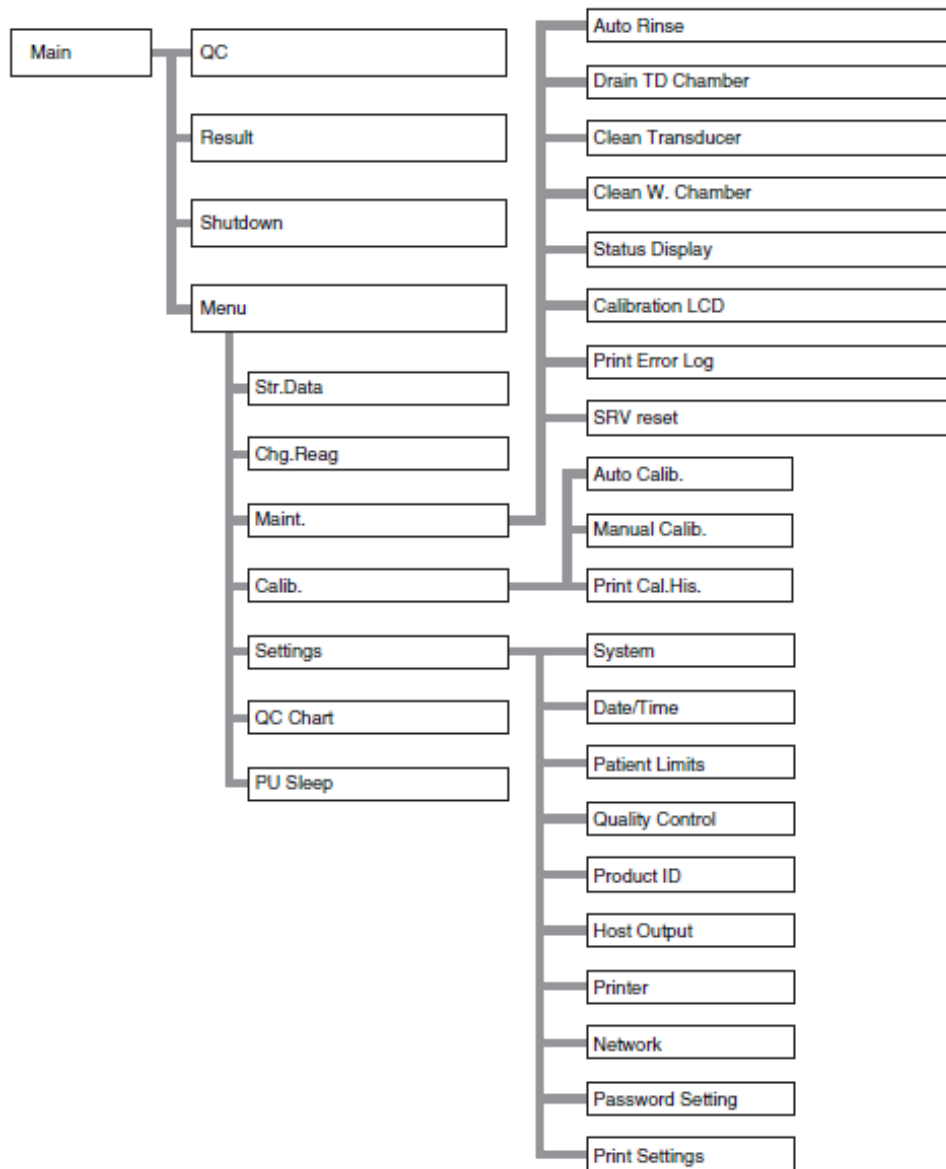 Main
QC
Result
Shutdown
Menu
Str.Data
Chg.Reag
Maint.
Calib.
Settings
QC Chart
PU Sleep
Auto Rinse
Drain TD Chamber
Clean Transducer
Clean W. Chamber
Status Display
Calibration LCD
Print Error Log
SRV reset
Auto Calib.
Manual Calib.
Print Cal.His.
System
Date/Time
Patient Limits
Quality Control
Product ID
Host Output
Printer
Network
Password Setting
Print Settings